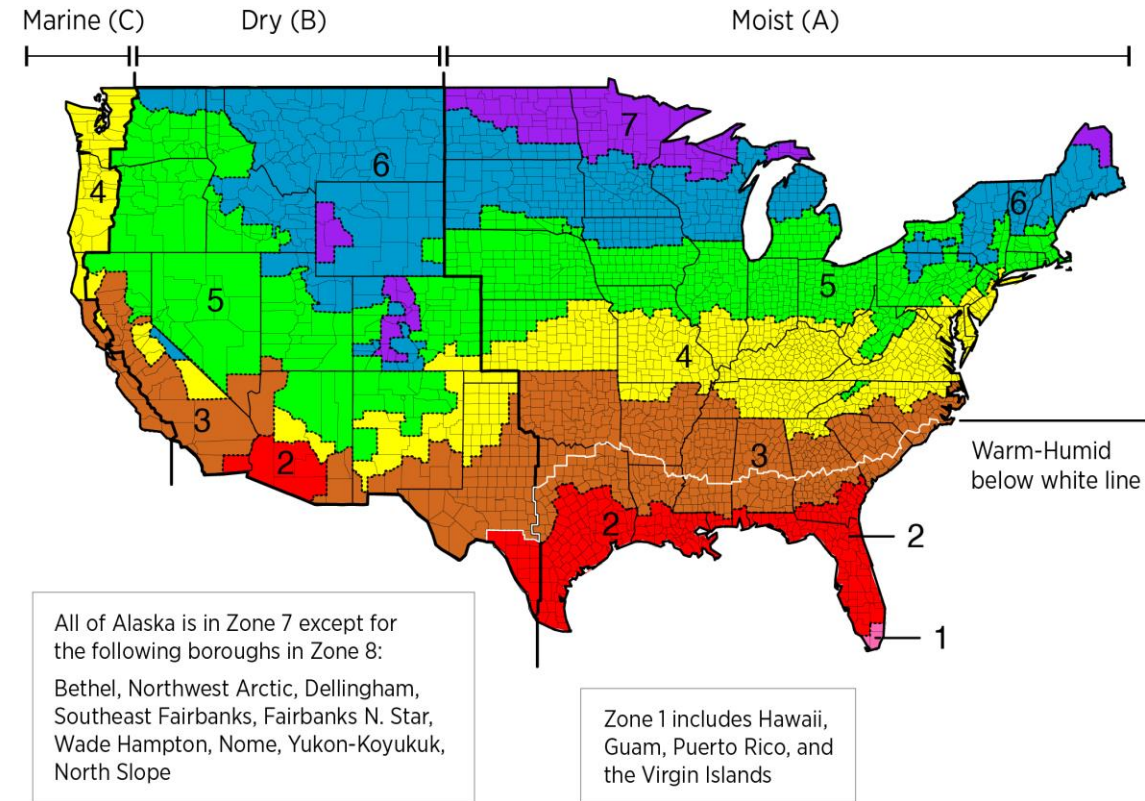 Marine (C)
Dry (B)
Moist (A)
7
6
4
6
5
5
4
3
3
2
2
Warm-Humid
below white line
2
1
All of Alaska is in Zone 7 except for
the following boroughs in Zone 8:
Bethel, Northwest Arctic, Dellingham,
Southeast Fairbanks, Fairbanks N. Star,
Wade Hampton, Nome, Yukon-Koyukuk,
North Slope
Zone 1 includes Hawaii,
Guam, Puerto Rico, and
the Virgin Islands